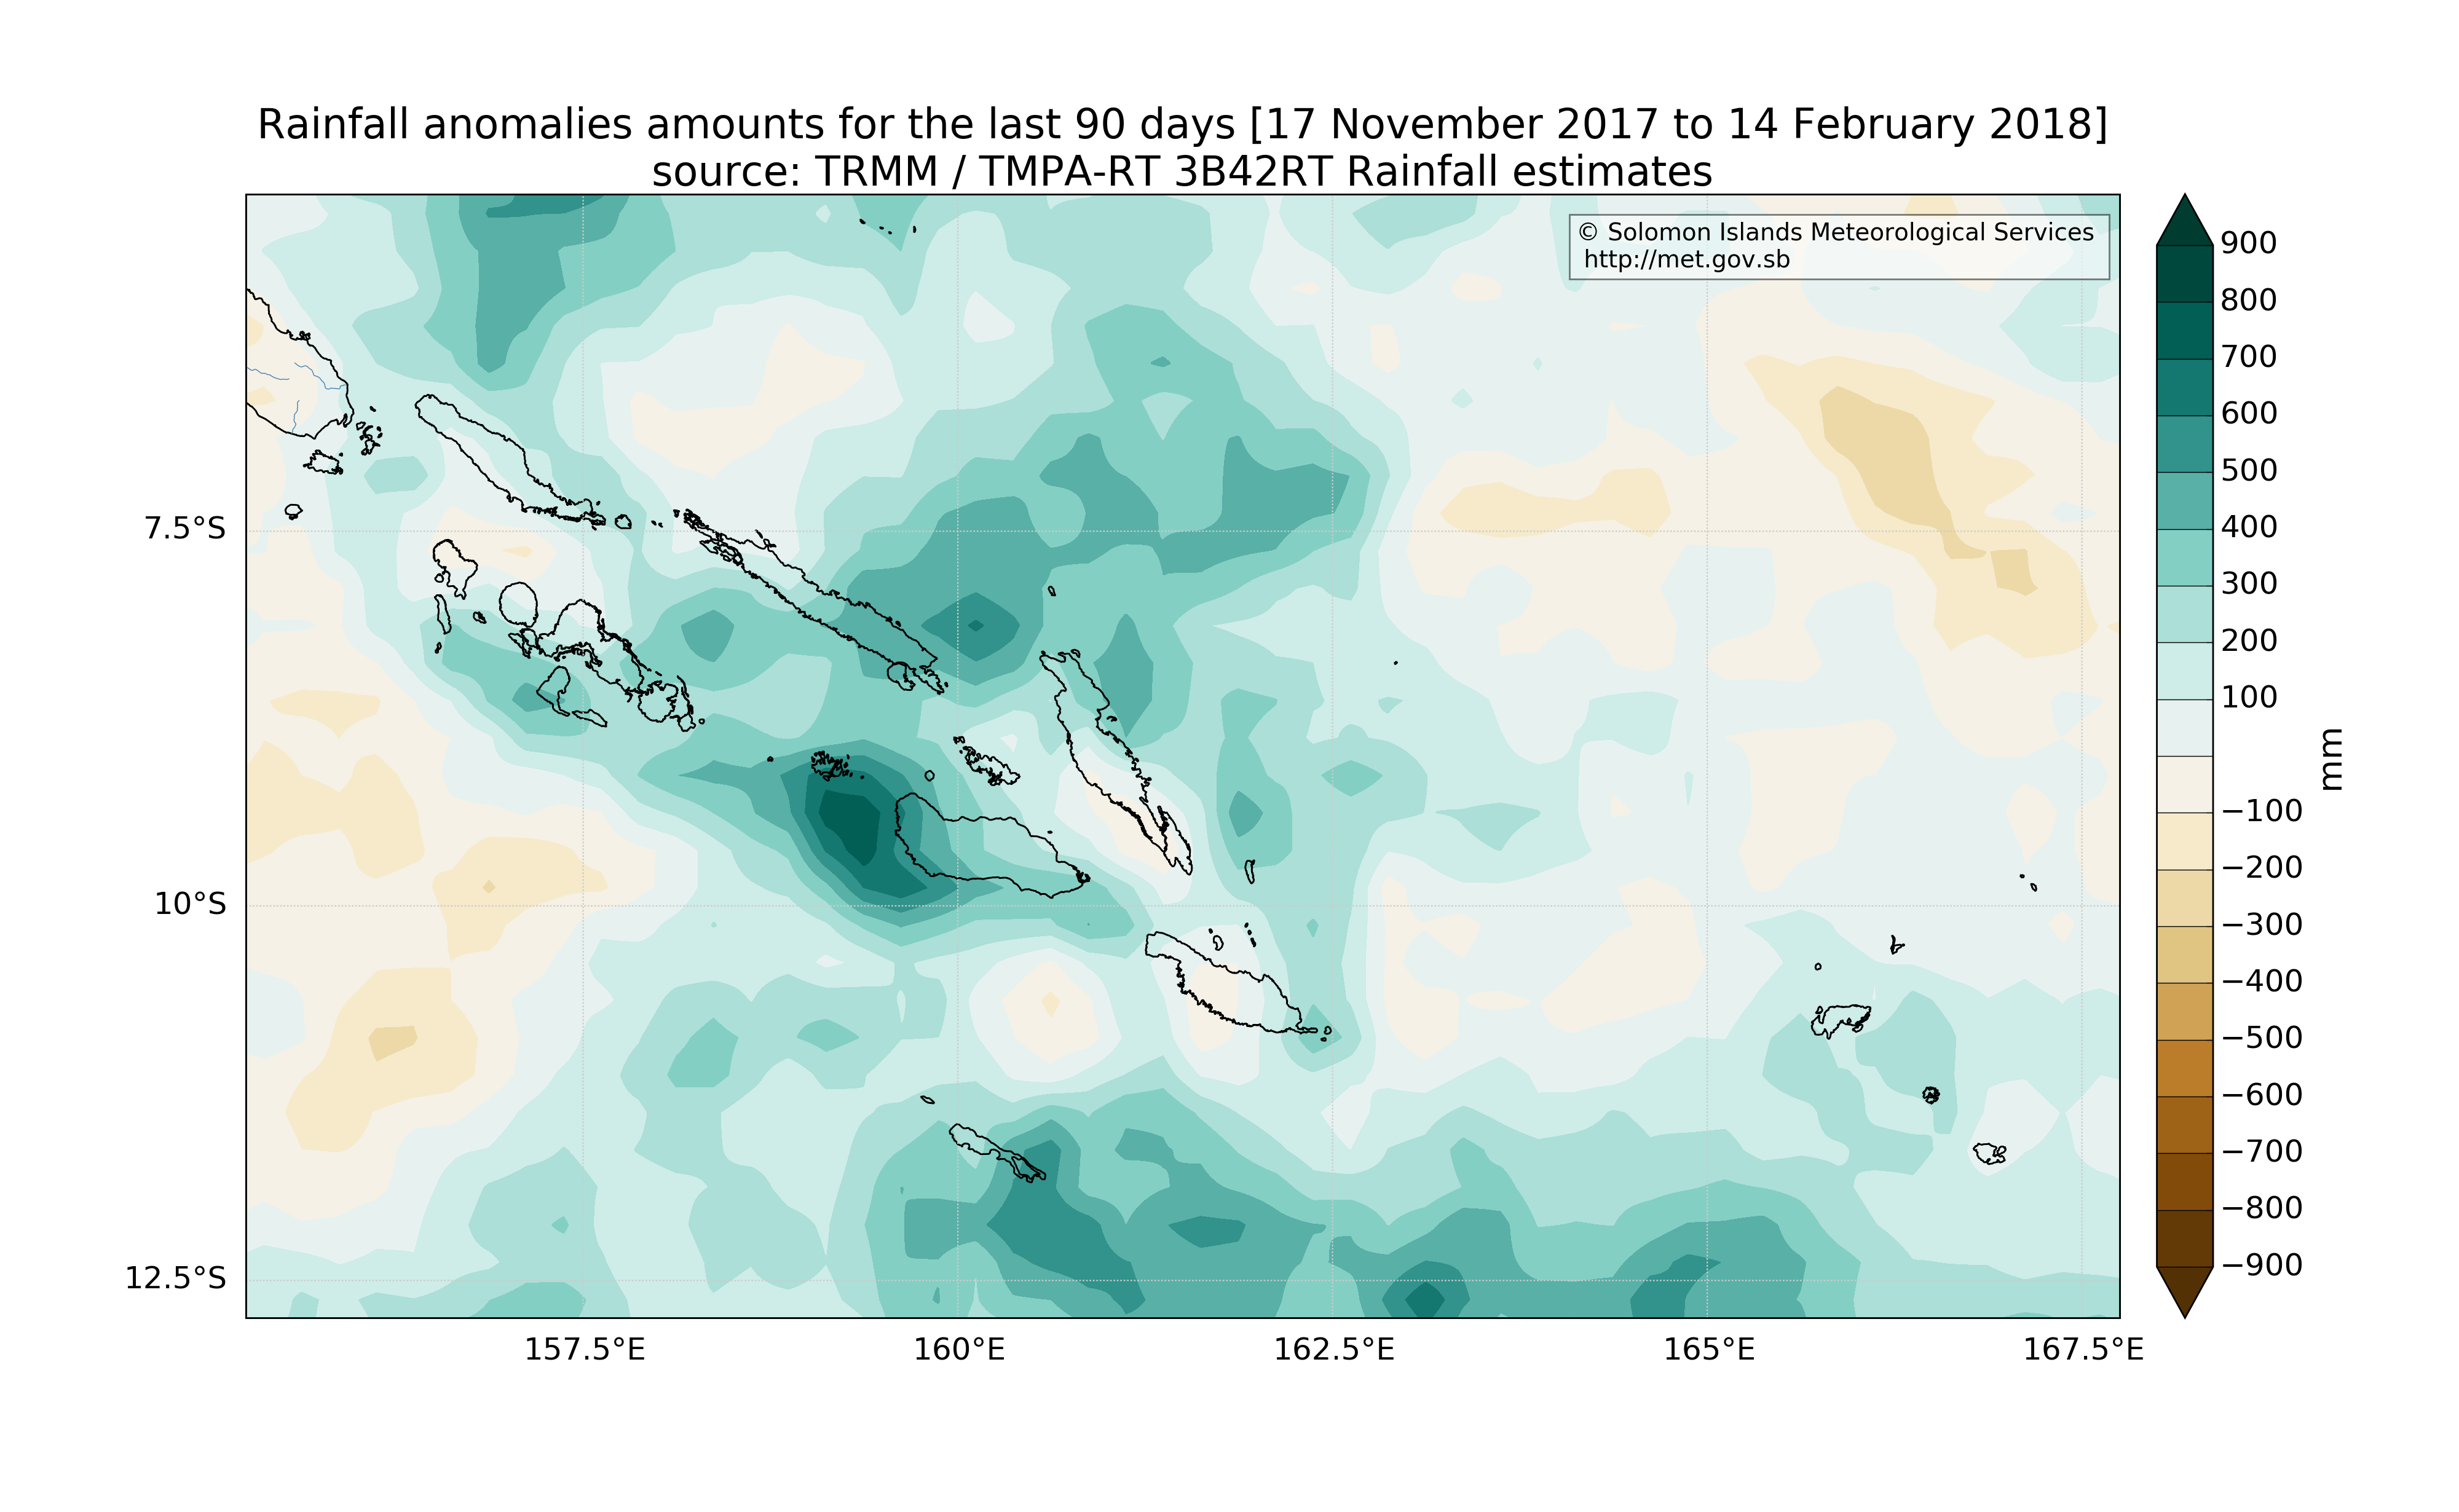 Rainfall anomalies amounts for the last 90 days [17 November 2017 to 14 February 2018]
source: TRMM / TMPA-RT 3B42RT Rainfall estimates
© Solomon Islands Meteorological Services
http://met.gov.sb
7.5°S
10°S
12.5°S
157.5°E
160°E
162.5°E
165°E
167.5°E
900
800
700
600
500
400
300
200
100
−100
−200
−300
−400
−500
−600
−700
−800
−900
mm